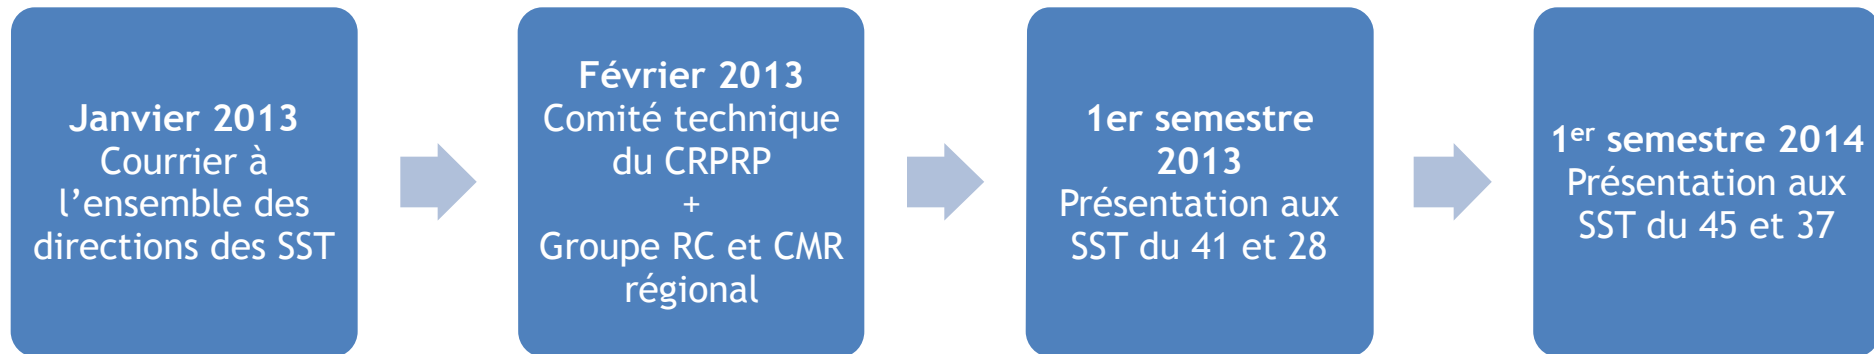 Janvier 2013
Courrier à
l’ensemble des
directions des SST
Février 2013
Comité technique
du CRPRP
+
Groupe RC et CMR
régional
1er semestre
2013
Présentation aux
SST du 41 et 28
1er semestre 2014
Présentation aux
SST du 45 et 37